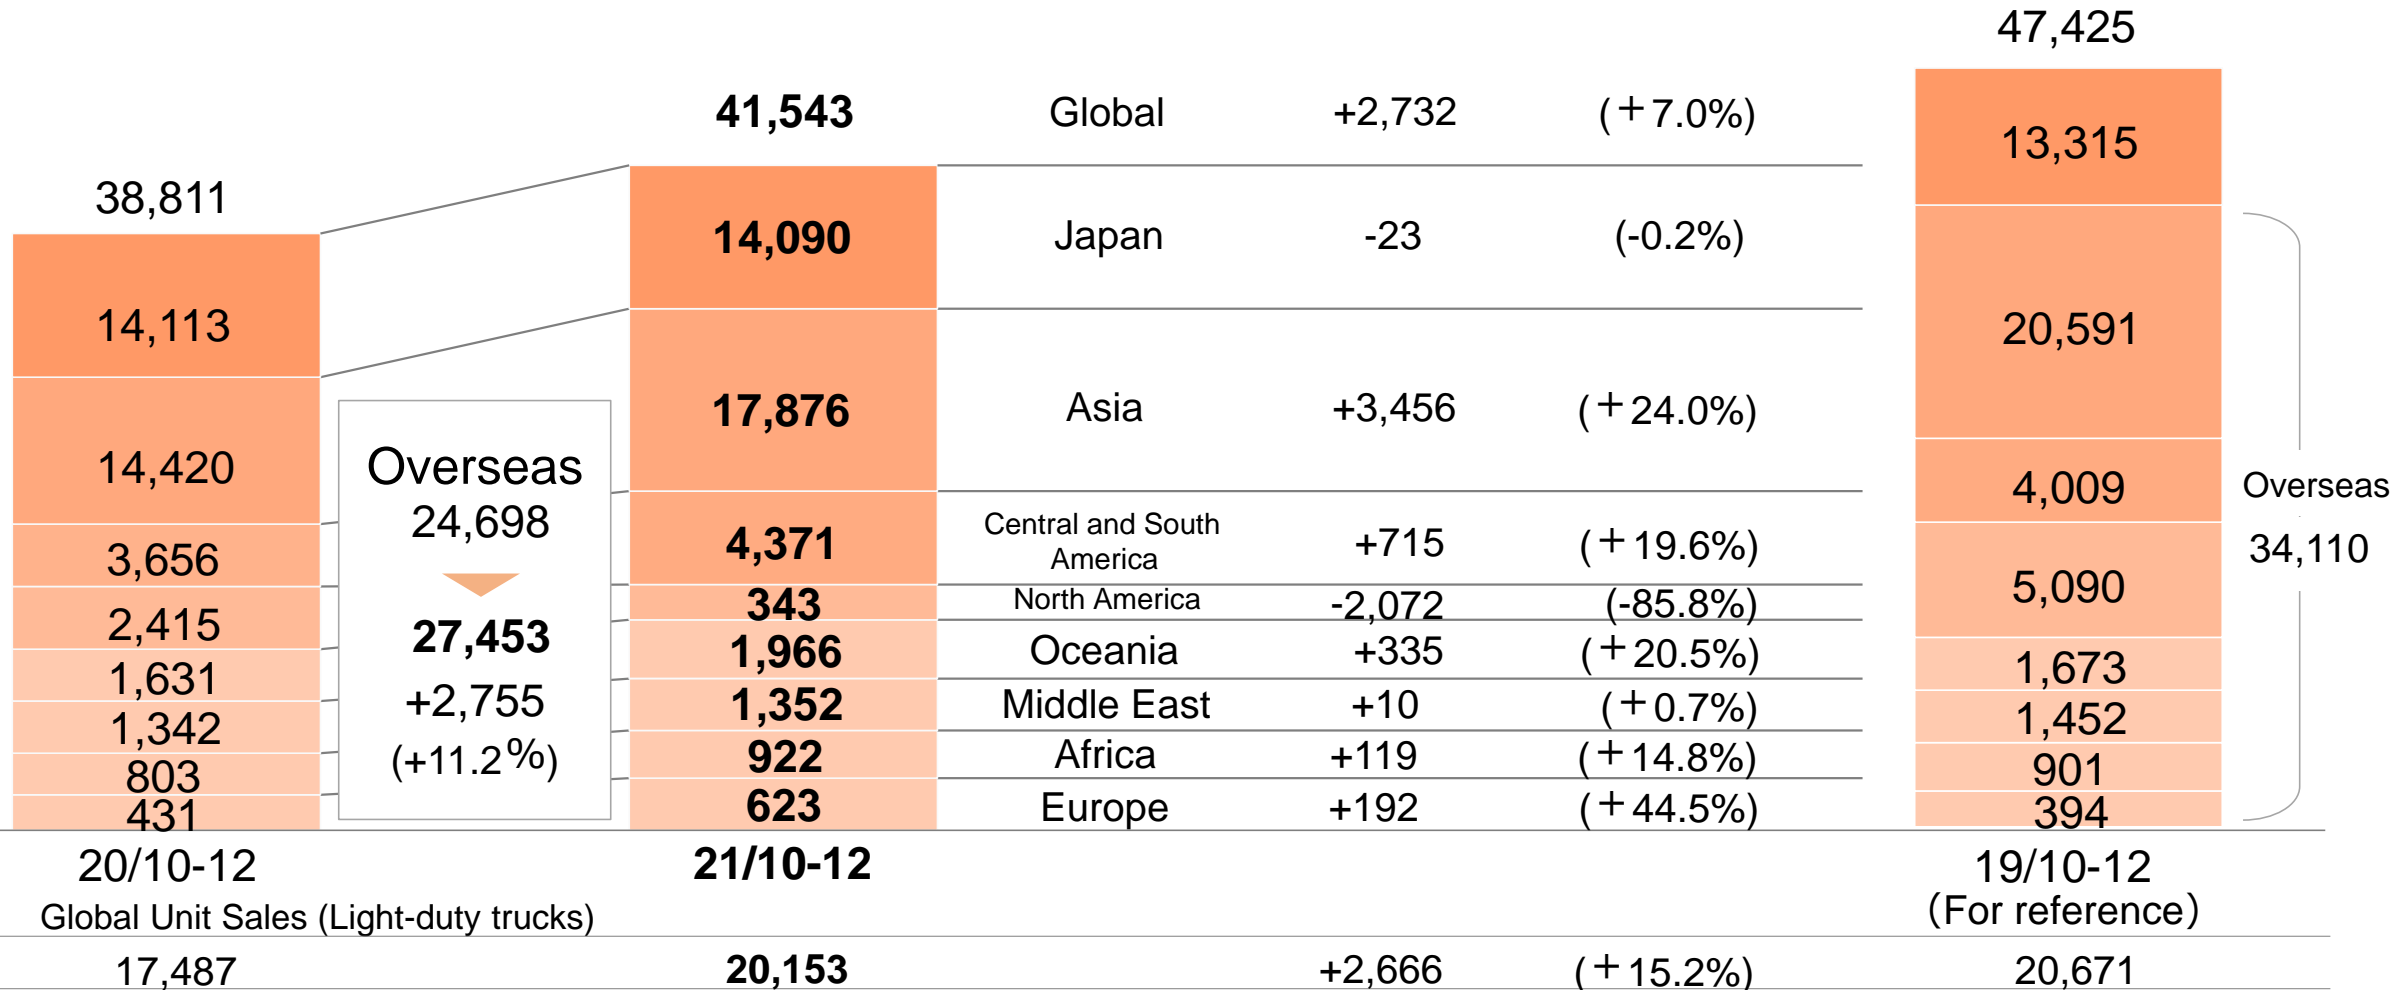 47,425
41,543 Global +2,732 (+7.0%)
13,315
38,811
14,090 Japan -23 (-0.2%)
14,113
20,591
17,876 Asia +3,456 (+24.0%)
14,420
Overseas
24,698
4,009
Overseas
34,110
3,656
4,371 Central and South
America +715 (+19.6%)
5,090
2,415
343 North America -2,072 (-85.8%)
27,453
1,631
1,966 Oceania +335 (+20.5%)
1,673
+2,755
1,342
1,352 Middle East +10 (+0.7%)
1,452
(+11.2%)
803
922 Africa +119 (+14.8%)
901
431
623 Europe +192 (+44.5%)
394
20/10-12
21/10-12
19/10-12
(For reference)
Global Unit Sales (Light-duty trucks)
17,487 20,153 +2,666 (+15.2%) 20,671